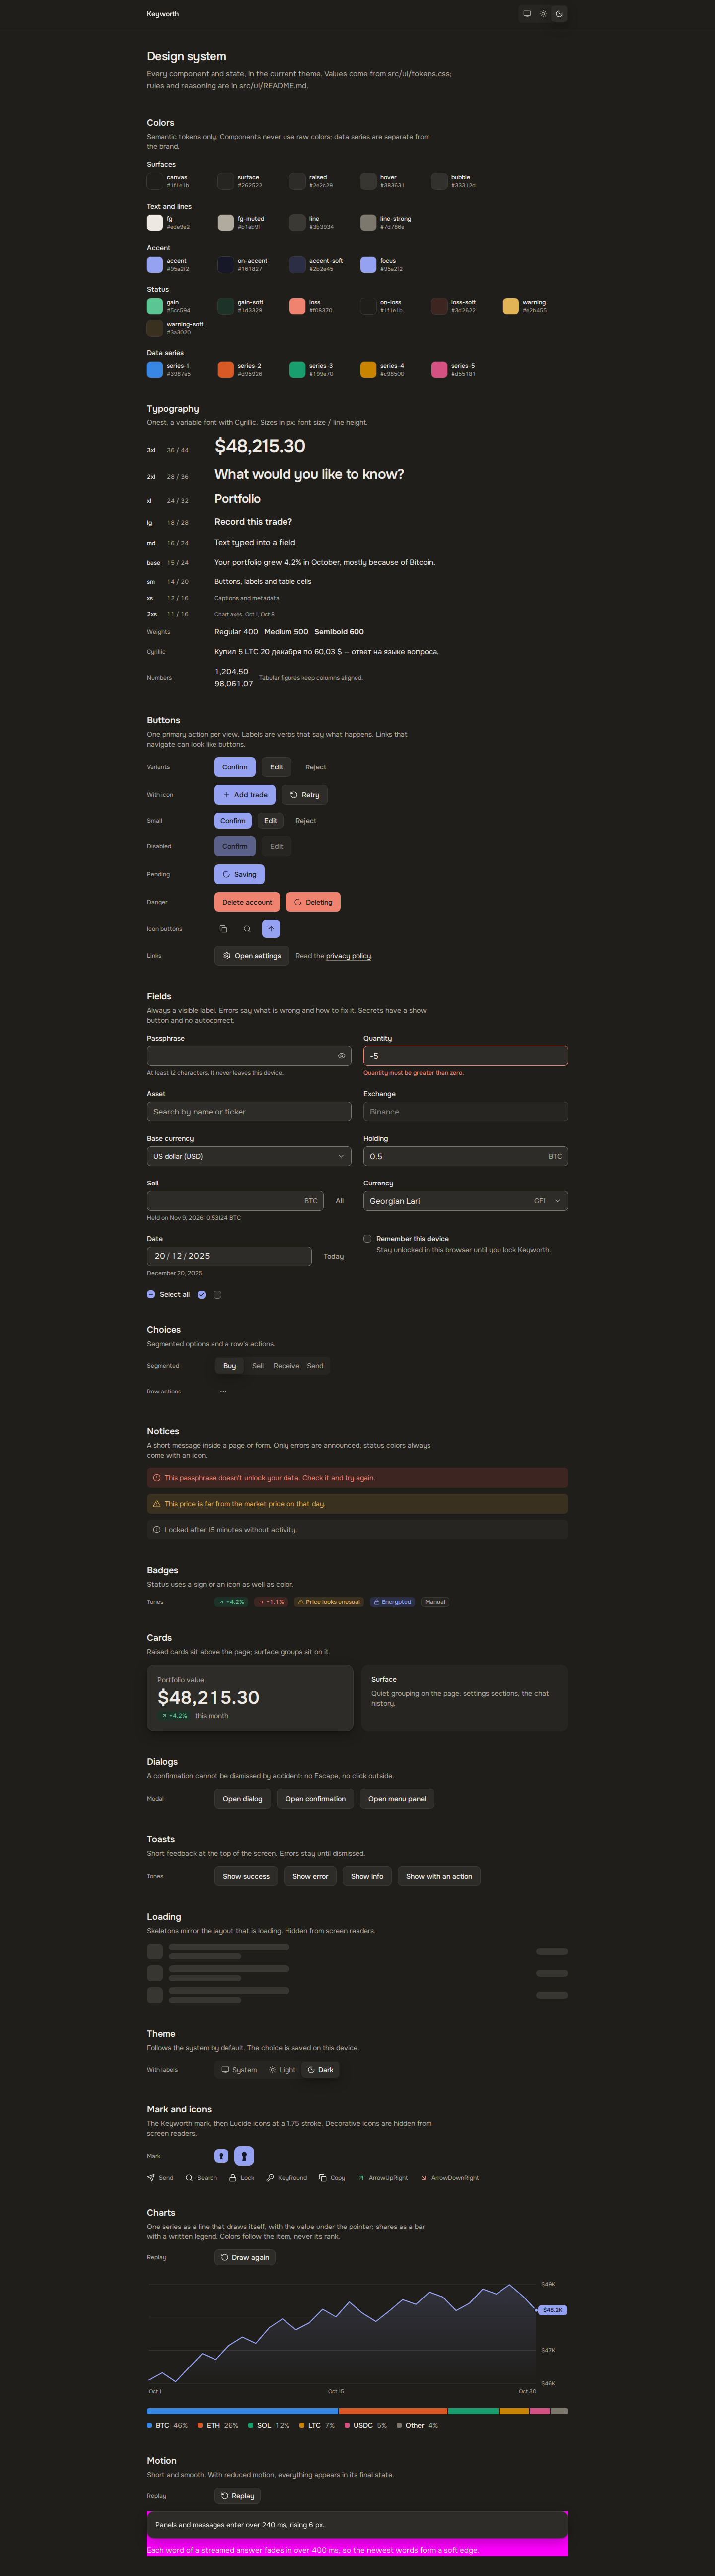 Keyworth
Design system
Every component and state, in the current theme. Values come from src/ui/tokens.css;
rules and reasoning are in src/ui/README.md.
Colors
Semantic tokens only. Components never use raw colors; data series are separate from
the brand.
Surfaces
canvas surface raised hover bubble
#1f1e1b #262522 #2e2c29 #383631 #33312d
Text and lines
fg fg-muted line line-strong
#ede9e2 #b1ab9f #3b3934 #7d786e
Accent
accent on-accent accent-soft focus
#95a2f2 #161827 #2b2e45 #95a2f2
Status
gain gain-soft loss on-loss loss-soft warning
#5cc594 #1d3329 #f08370 #1f1e1b #3d2622 #e2b455
warning-soft
#3a3020
Data series
series-1 series-2 series-3 series-4 series-5
#3987e5 #d95926 #199e70 #c98500 #d55181
Typography
Onest, a variable font with Cyrillic. Sizes in px: font size / line height.
3xl 36 / 44 $48,215.30
2xl 28 / 36 What would you like to know?
xl 24 / 32 Portfolio
lg 18 / 28 Record this trade?
md 16 / 24 Text typed into a field
base 15 / 24 Your portfolio grew 4.2% in October, mostly because of Bitcoin.
sm 14 / 20 Buttons, labels and table cells
xs 12 / 16 Captions and metadata
2xs 11 / 16 Chart axes: Oct 1, Oct 8
Weights Regular 400 Medium 500 Semibold 600
Cyrillic Купил 5 LTC 20 декабря по 60,03 $ — ответ на языке вопроса.
1,204.50
Numbers Tabular figures keep columns aligned.
98,061.07
Buttons
One primary action per view. Labels are verbs that say what happens. Links that
navigate can look like buttons.
Variants Confirm Edit Reject
With icon Add trade Retry
Small Confirm Edit Reject
Disabled Confirm Edit
Pending Saving
Danger Delete account Deleting
Icon buttons
Links Open settings Read the privacy policy.
Fields
Always a visible label. Errors say what is wrong and how to fix it. Secrets have a show
button and no autocorrect.
Passphrase Quantity
-5
At least 12 characters. It never leaves this device. Quantity must be greater than zero.
Asset Exchange
Search by name or ticker Binance
Base currency Holding
US dollar (USD) 0.5 BTC
Sell Currency
BTC All Georgian Lari GEL
Held on Nov 9, 2026: 0.53124 BTC
Date Remember this device
Stay unlocked in this browser until you lock Keyworth.
20 / 12 / 2025 Today
December 20, 2025
Select all
Choices
Segmented options and a row's actions.
Segmented Buy Sell Receive Send
Row actions
Notices
A short message inside a page or form. Only errors are announced; status colors always
come with an icon.
This passphrase doesn't unlock your data. Check it and try again.
This price is far from the market price on that day.
Locked after 15 minutes without activity.
Badges
Status uses a sign or an icon as well as color.
Tones +4.2% −1.1% Price looks unusual Encrypted Manual
Cards
Raised cards sit above the page; surface groups sit on it.
Portfolio value
$48,215.30
+4.2% this month
Surface
Quiet grouping on the page: settings sections, the chat
history.
Dialogs
A confirmation cannot be dismissed by accident: no Escape, no click outside.
Modal Open dialog Open confirmation Open menu panel
Toasts
Short feedback at the top of the screen. Errors stay until dismissed.
Tones Show success Show error Show info Show with an action
Loading
Skeletons mirror the layout that is loading. Hidden from screen readers.
Theme
Follows the system by default. The choice is saved on this device.
With labels System Light Dark
Mark and icons
The Keyworth mark, then Lucide icons at a 1.75 stroke. Decorative icons are hidden from
screen readers.
Mark
Send Search Lock KeyRound Copy ArrowUpRight ArrowDownRight
Charts
One series as a line that draws itself, with the value under the pointer; shares as a bar
with a written legend. Colors follow the item, never its rank.
Replay Draw again
$49K
$48.2K
$47K
$46K
Oct 1 Oct 15 Oct 30
BTC 46% ETH 26% SOL 12% LTC 7% USDC 5% Other 4%
Motion
Short and smooth. With reduced motion, everything appears in its final state.
Replay Replay
Panels and messages enter over 240 ms, rising 6 px.
Each word of a streamed answer fades in over 400 ms, so the newest words form a soft edge.